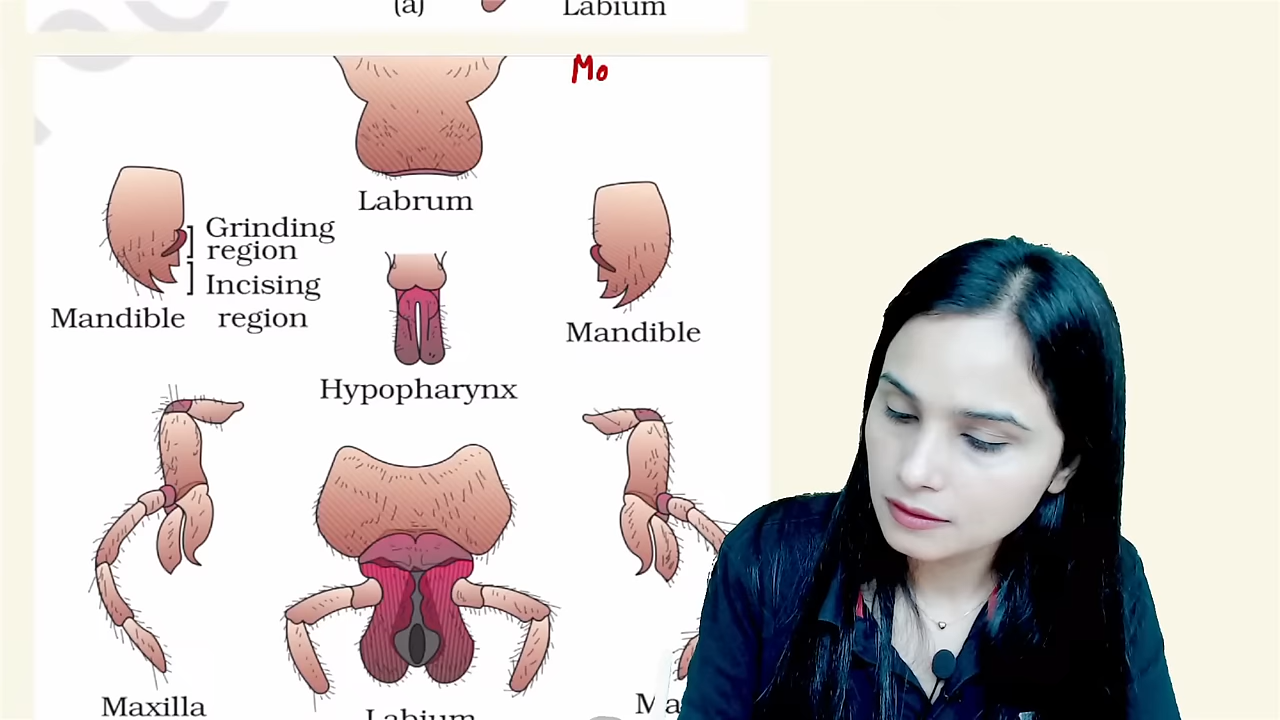 (a)
Labium
Mo
Labrum
Grinding
region
Incising
region
Mandible
Mandible
Hypopharynx
Maxilla
Labium